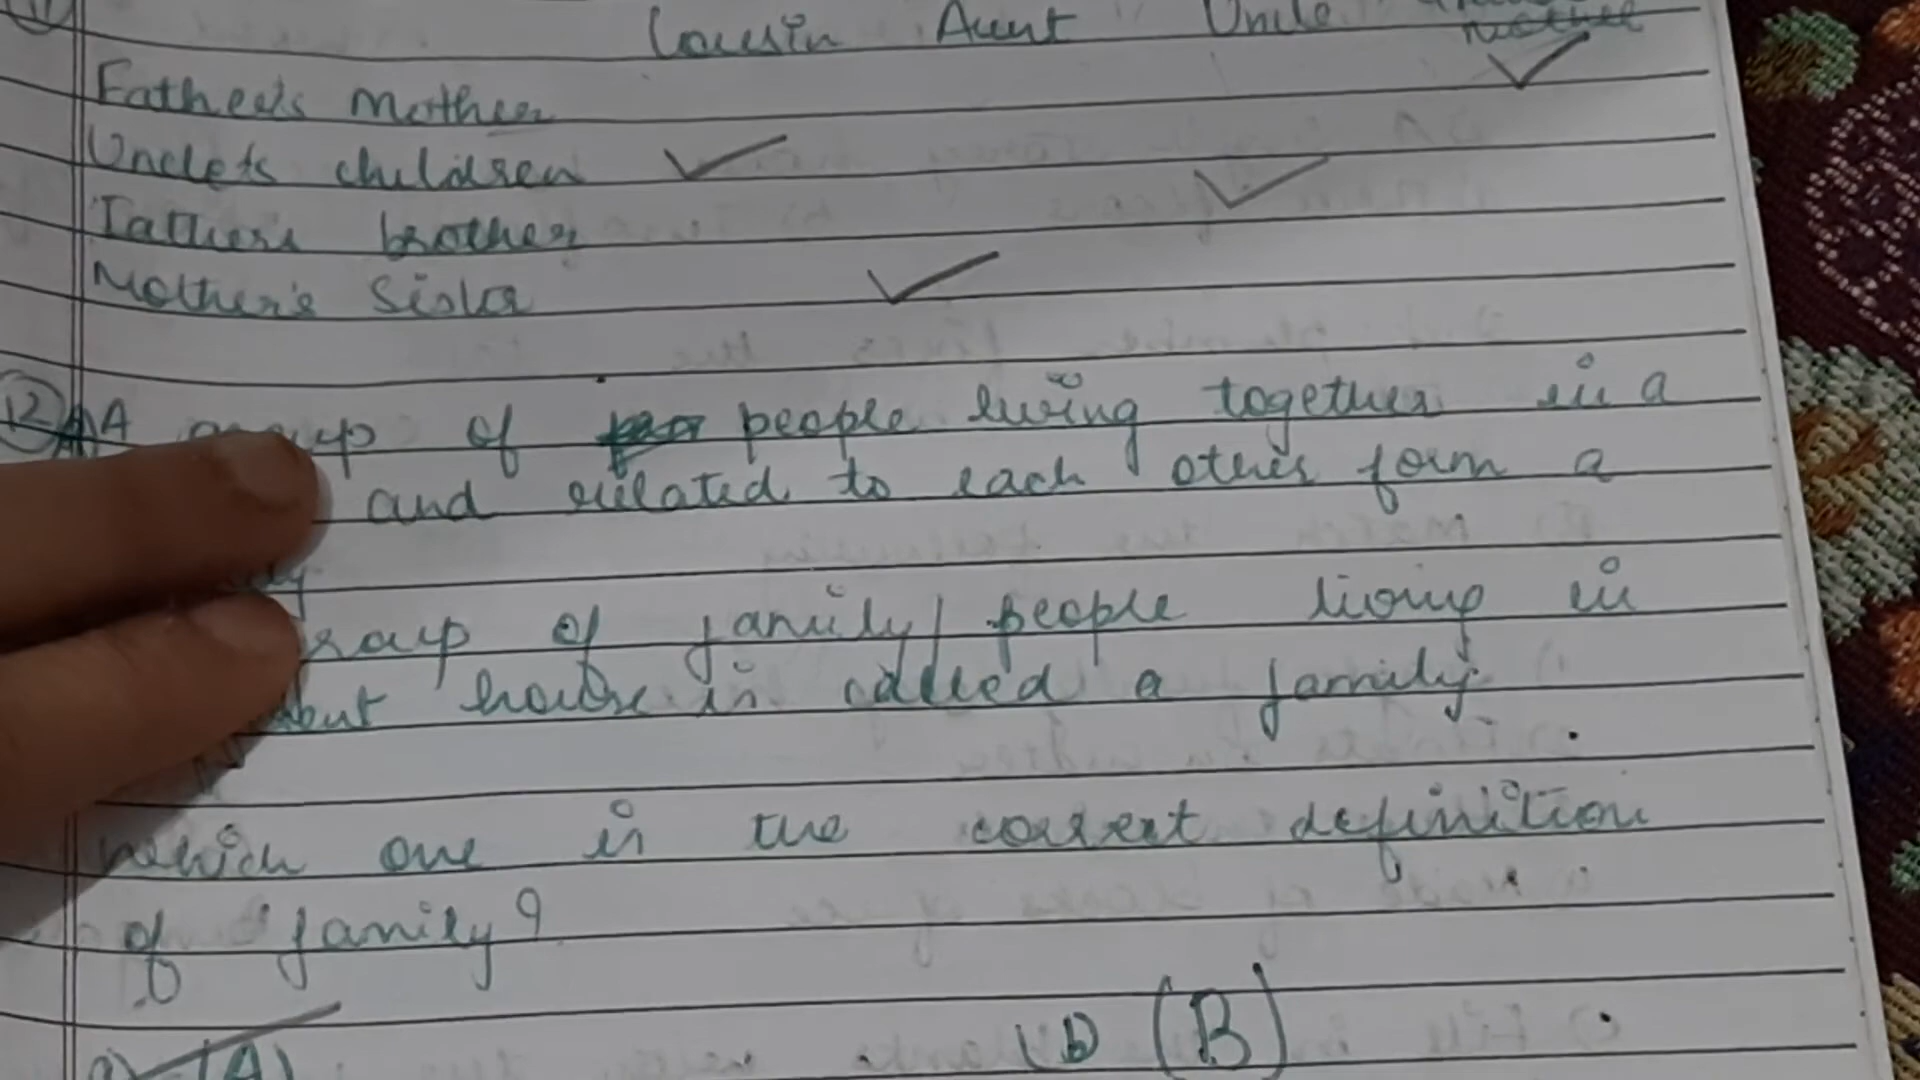 Cousin Aunt Uncle
Father's Mother
Uncle's children
Father's brother
Mother's Sister
12 A of people living together in a
and related to each other form a
of family people living in
but house is called a family.
which one is the correct definition
of family?
a) (A) (b) (B)